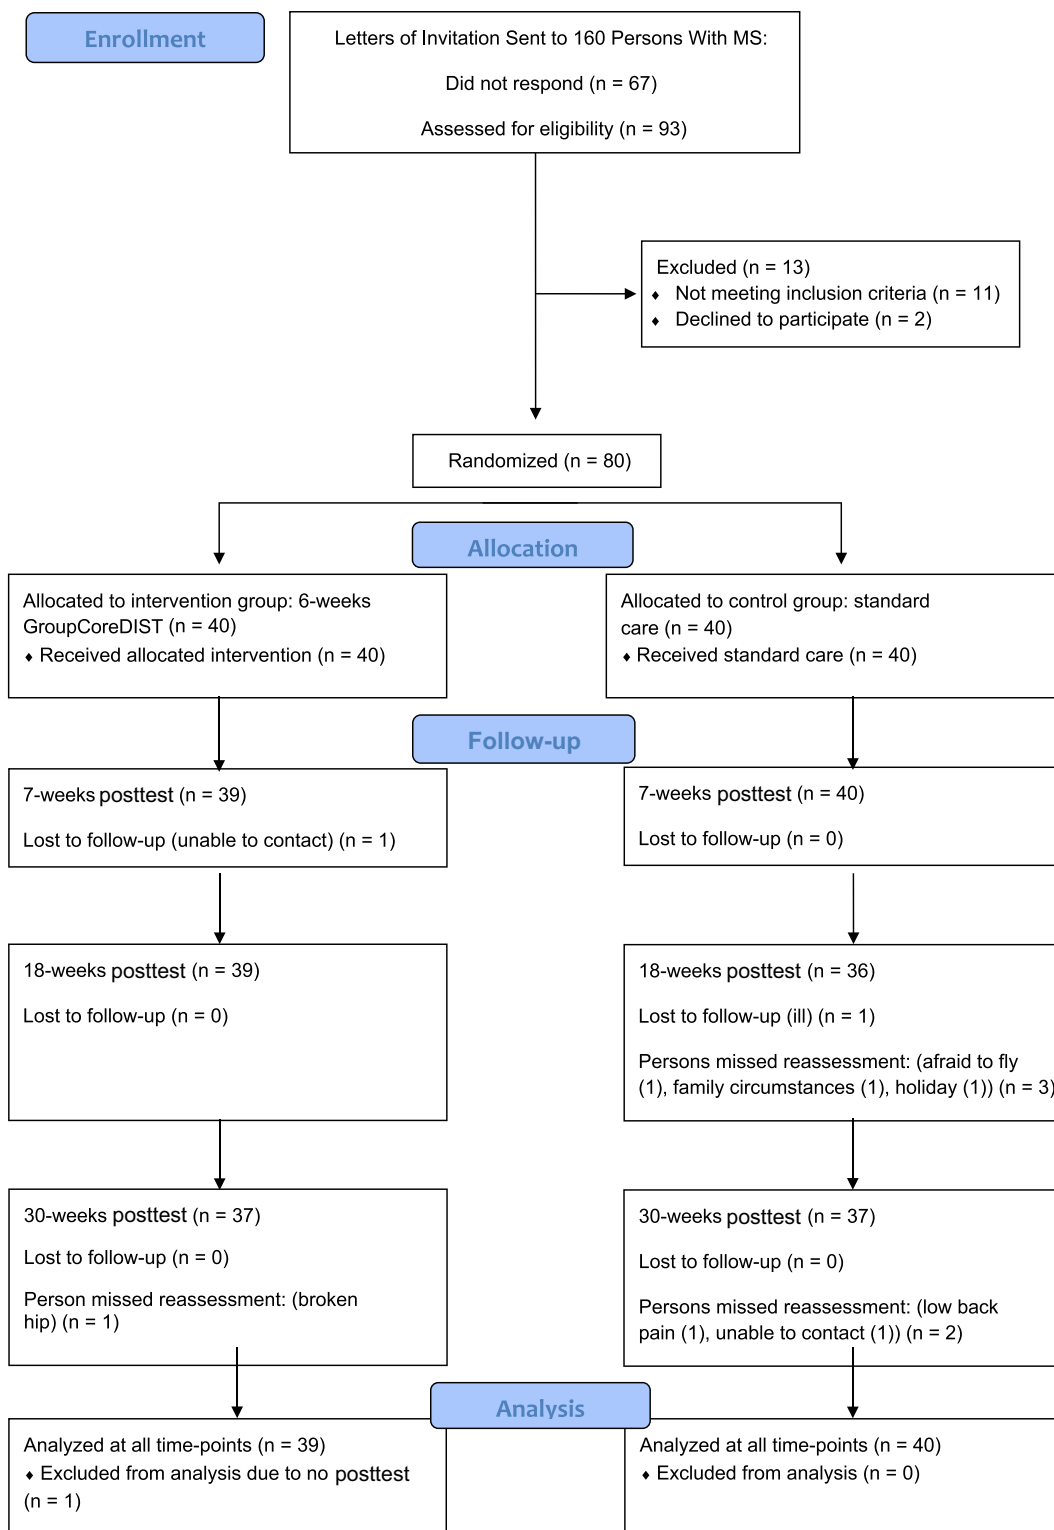 Enrollment
Letters of Invitation Sent to 160 Persons With MS:
Did not respond (n = 67)
Assessed for eligibility (n = 93)
Excluded (n = 13)
♦ Not meeting inclusion criteria (n = 11)
♦ Declined to participate (n = 2)
Randomized (n = 80)
Allocation
Allocated to intervention group: 6-weeks
GroupCoreDIST (n = 40)
♦ Received allocated intervention (n = 40)
Allocated to control group: standard
care (n = 40)
♦ Received standard care (n = 40)
Follow-up
7-weeks posttest (n = 39)
Lost to follow-up (unable to contact) (n = 1)
7-weeks posttest (n = 40)
Lost to follow-up (n = 0)
18-weeks posttest (n = 39)
Lost to follow-up (n = 0)
18-weeks posttest (n = 36)
Lost to follow-up (ill) (n = 1)
Persons missed reassessment: (afraid to fly
(1), family circumstances (1), holiday (1)) (n = 3)
30-weeks posttest (n = 37)
Lost to follow-up (n = 0)
Person missed reassessment: (broken
hip) (n = 1)
30-weeks posttest (n = 37)
Lost to follow-up (n = 0)
Persons missed reassessment: (low back
pain (1), unable to contact (1)) (n = 2)
Analysis
Analyzed at all time-points (n = 39)
♦ Excluded from analysis due to no posttest
(n = 1)
Analyzed at all time-points (n = 40)
♦ Excluded from analysis (n = 0)